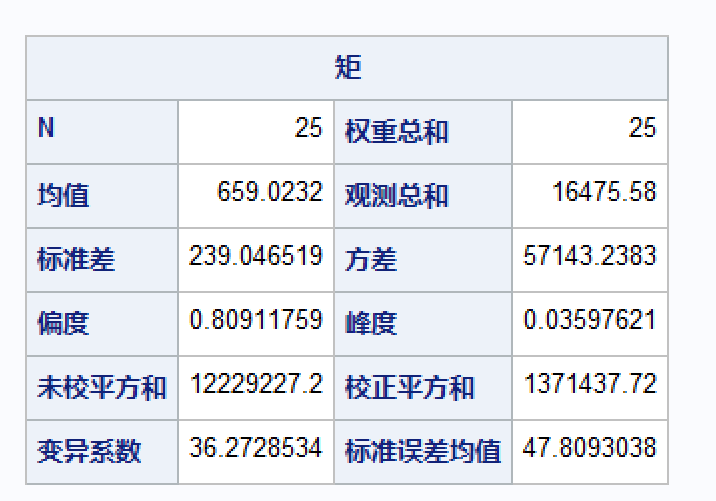 矩
N 25 权重总和 25
均值 659.0232 观测总和 16475.58
标准差 239.046519 方差 57143.2383
偏度 0.80911759 峰度 0.03597621
未校平方和 12229227.2 校正平方和 1371437.72
变异系数 36.2728534 标准误差均值 47.8093038